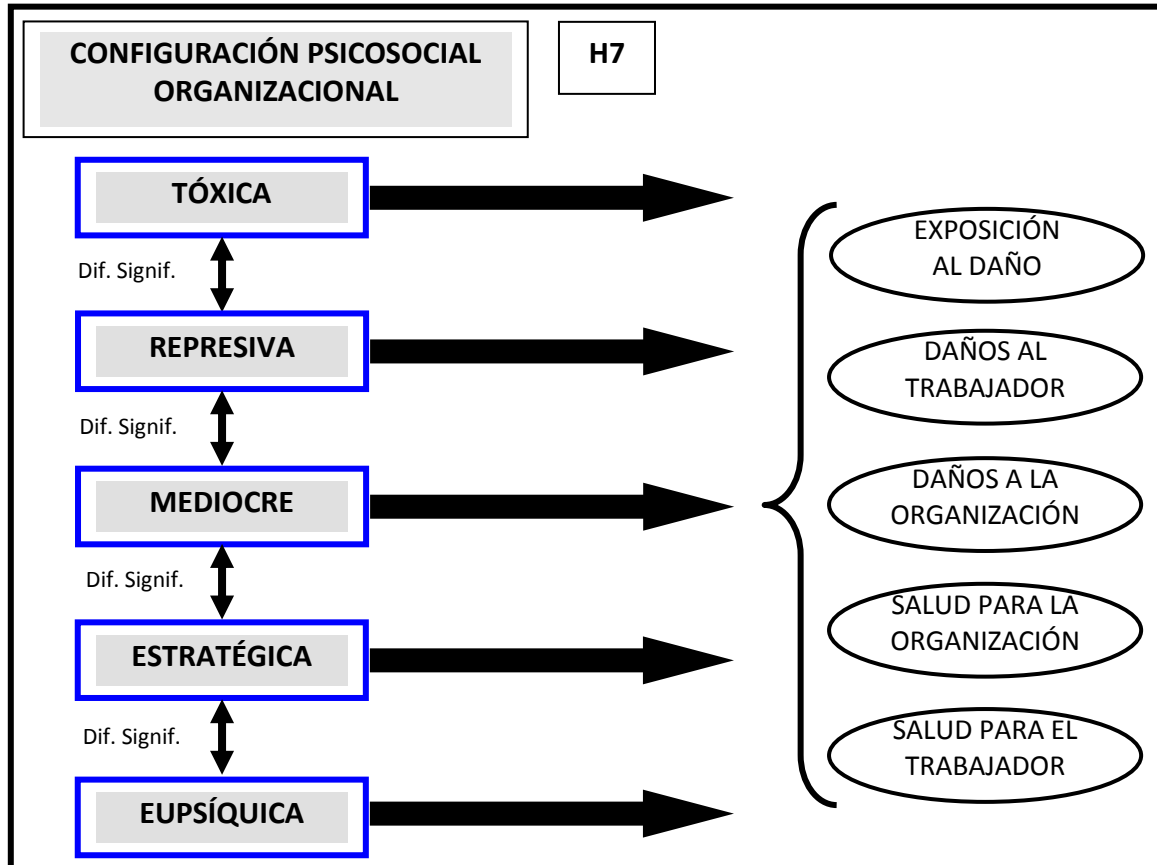 CONFIGURACIÓN PSICOSOCIAL
ORGANIZACIONAL
H7
TÓXICA
Dif. Signif.
REPRESIVA
Dif. Signif.
MEDIOCRE
Dif. Signif.
ESTRATÉGICA
Dif. Signif.
EUPSÍQUICA
EXPOSICIÓN
AL DAÑO
DAÑOS AL
TRABAJADOR
DAÑOS A LA
ORGANIZACIÓN
SALUD PARA LA
ORGANIZACIÓN
SALUD PARA EL
TRABAJADOR